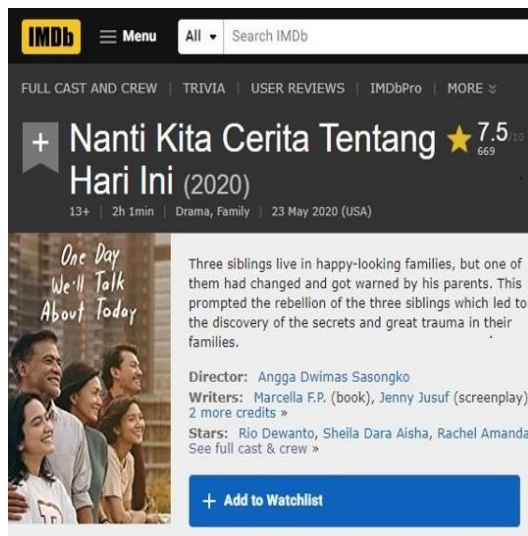 IMDb Menu All Search IMDb
FULL CAST AND CREW | TRIVIA | USER REVIEWS | IMDbPro | MORE
+ Nanti Kita Cerita Tentang
Hari Ini (2020)
7.5/10
669
13+ | 2h 1min | Drama, Family | 23 May 2020 (USA)
One Day
We'll Talk
About Today
Three siblings live in happy-looking families, but one of
them had changed and got warned by his parents. This
prompted the rebellion of the three siblings which led to
the discovery of the secrets and great trauma in their
families.
Director: Angga Dwimas Sasongko
Writers: Marcella F.P. (book), Jenny Jusuf (screenplay)
2 more credits »
Stars: Rio Dewanto, Sheila Dara Aisha, Rachel Amanda
See full cast & crew »
+ Add to Watchlist